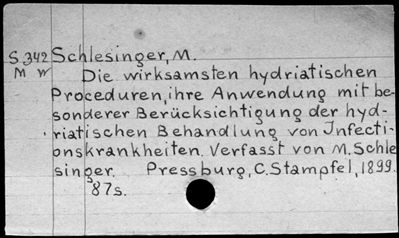 S 342 Schlesinger, M.
M w
Die wirksamsten hydriatischen
Proceduren, ihre Anwendung mit be-
sonderer Berücksichtigung der hyd-
riatischen Behandlung von Infecti-
onskrankheiten. Verfasst von M. Schle
singer. Pressburg, C. Stampfel, 1899.
87s.